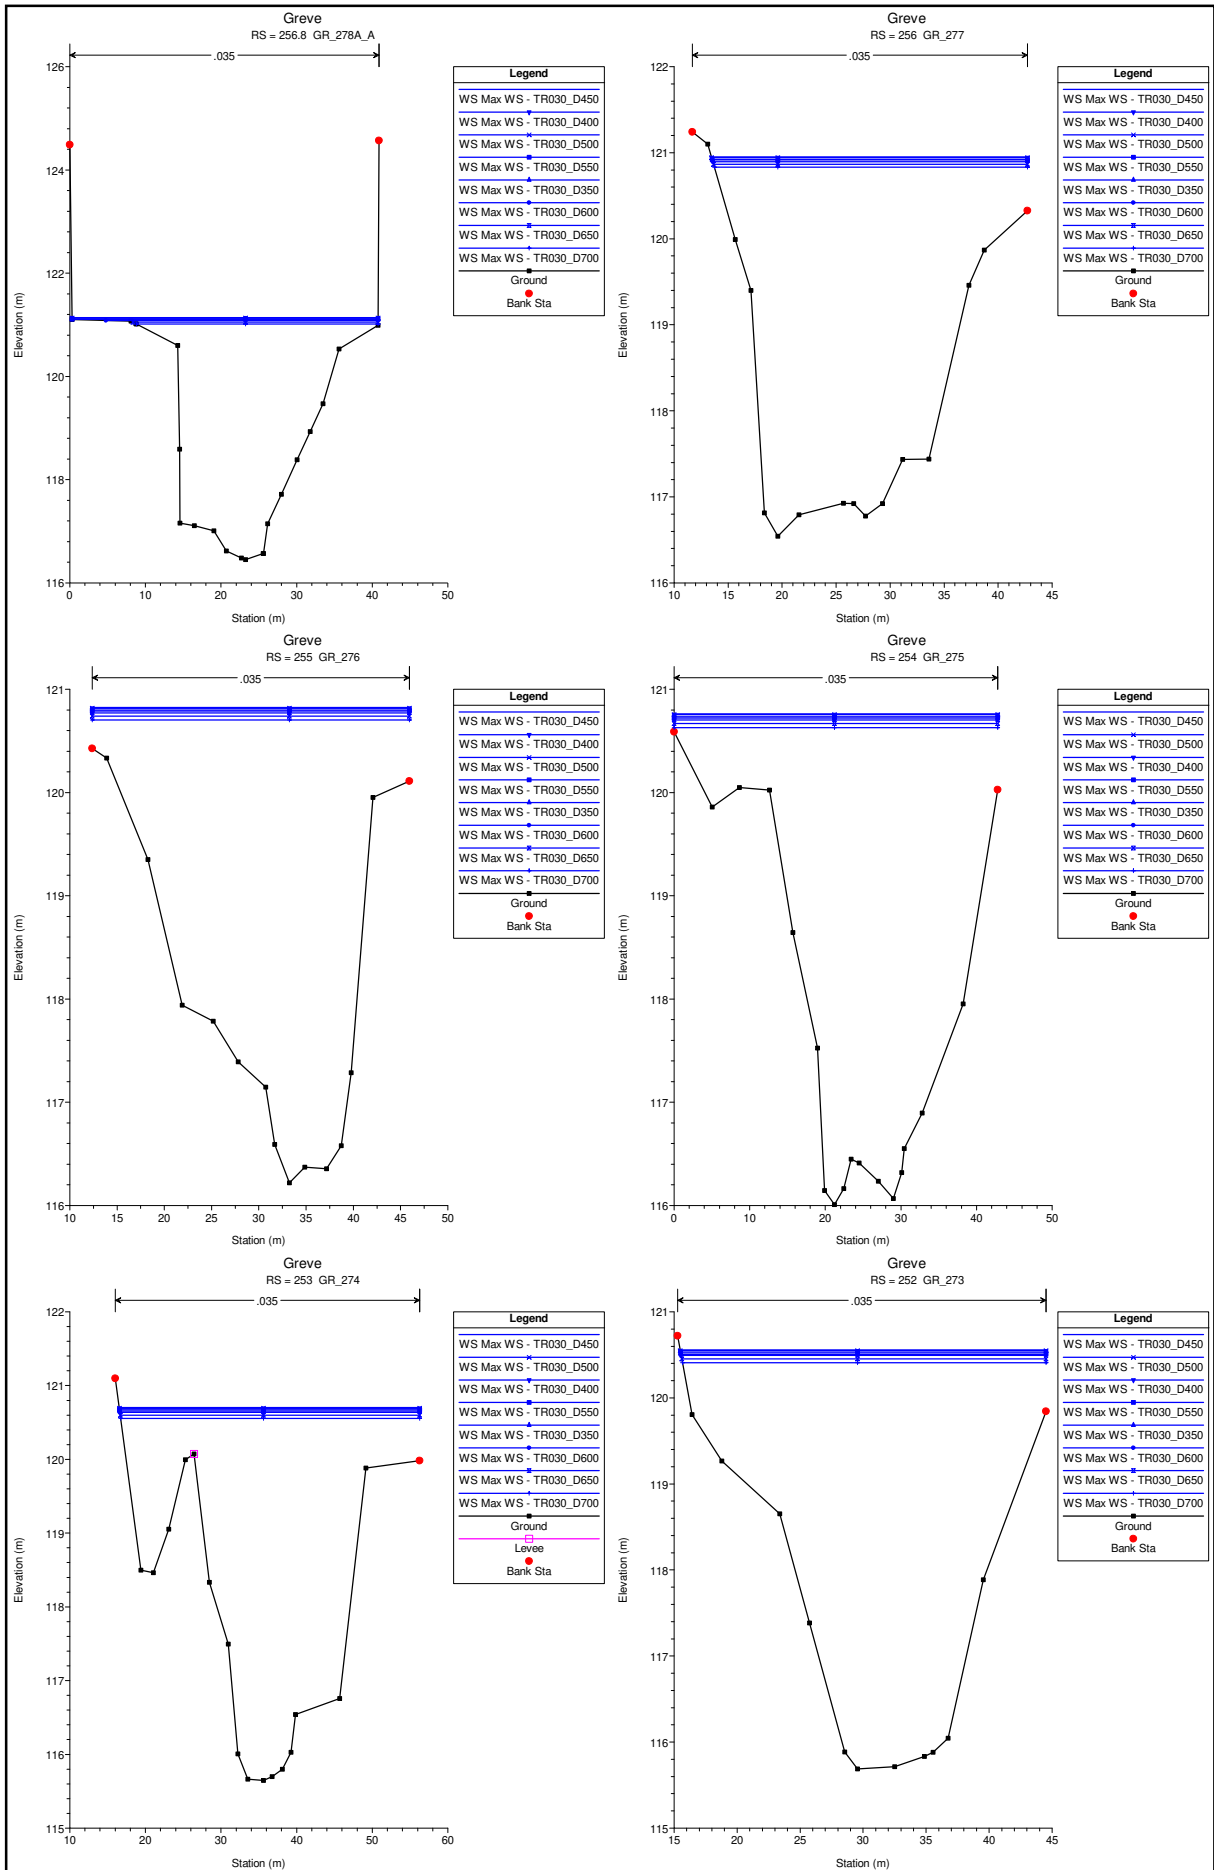 Greve
RS = 256.8 GR_278A_A
.035
126
124
122
120
118
116
0
10
20
30
40
50
Elevation (m)
Station (m)
Legend
WS Max WS - TR030_D450
WS Max WS - TR030_D400
WS Max WS - TR030_D500
WS Max WS - TR030_D550
WS Max WS - TR030_D350
WS Max WS - TR030_D600
WS Max WS - TR030_D650
WS Max WS - TR030_D700
Ground
Bank Sta
Greve
RS = 256 GR_277
.035
122
121
120
119
118
117
116
10
15
20
25
30
35
40
45
Elevation (m)
Station (m)
Legend
WS Max WS - TR030_D450
WS Max WS - TR030_D400
WS Max WS - TR030_D500
WS Max WS - TR030_D550
WS Max WS - TR030_D350
WS Max WS - TR030_D600
WS Max WS - TR030_D650
WS Max WS - TR030_D700
Ground
Bank Sta
Greve
RS = 255 GR_276
.035
121
120
119
118
117
116
10
15
20
25
30
35
40
45
50
Elevation (m)
Station (m)
Legend
WS Max WS - TR030_D450
WS Max WS - TR030_D400
WS Max WS - TR030_D500
WS Max WS - TR030_D550
WS Max WS - TR030_D350
WS Max WS - TR030_D600
WS Max WS - TR030_D650
WS Max WS - TR030_D700
Ground
Bank Sta
Greve
RS = 254 GR_275
.035
121
120
119
118
117
116
0
10
20
30
40
50
Elevation (m)
Station (m)
Legend
WS Max WS - TR030_D450
WS Max WS - TR030_D500
WS Max WS - TR030_D400
WS Max WS - TR030_D550
WS Max WS - TR030_D350
WS Max WS - TR030_D600
WS Max WS - TR030_D650
WS Max WS - TR030_D700
Ground
Bank Sta
Greve
RS = 253 GR_274
.035
122
121
120
119
118
117
116
115
10
20
30
40
50
60
Elevation (m)
Station (m)
Legend
WS Max WS - TR030_D450
WS Max WS - TR030_D500
WS Max WS - TR030_D400
WS Max WS - TR030_D550
WS Max WS - TR030_D350
WS Max WS - TR030_D600
WS Max WS - TR030_D650
WS Max WS - TR030_D700
Ground
Levee
Bank Sta
Greve
RS = 252 GR_273
.035
121
120
119
118
117
116
115
15
20
25
30
35
40
45
Elevation (m)
Station (m)
Legend
WS Max WS - TR030_D450
WS Max WS - TR030_D500
WS Max WS - TR030_D400
WS Max WS - TR030_D550
WS Max WS - TR030_D350
WS Max WS - TR030_D600
WS Max WS - TR030_D650
WS Max WS - TR030_D700
Ground
Bank Sta